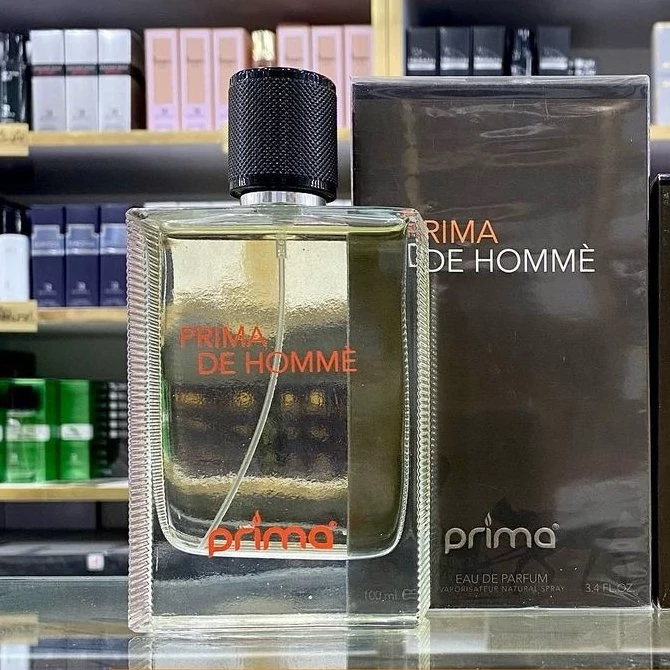 PRIMA
DE HOMMÈ
prima®
100 ml
PRIMA
DE HOMMÈ
prima®
EAU DE PARFUM
VAPORISATEUR NATURAL SPRAY
3.4 FL.OZ.